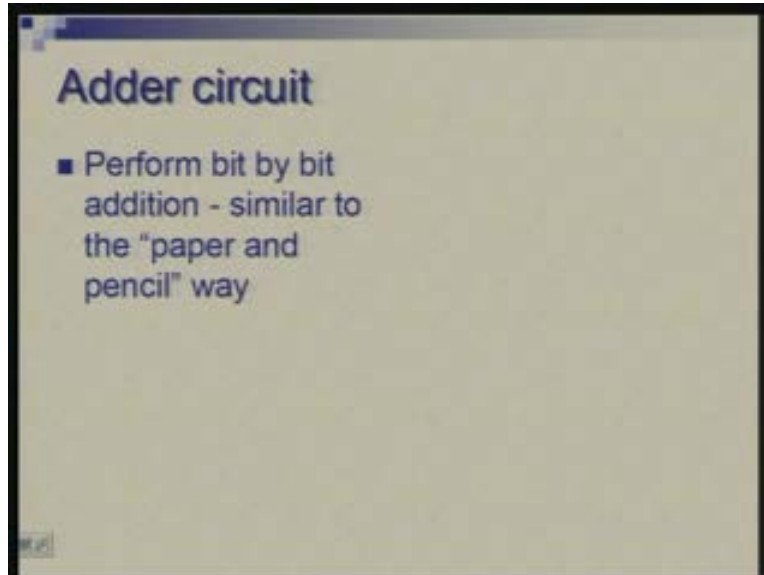 Adder circuit
■ Perform bit by bit
addition - similar to
the “paper and
pencil” way